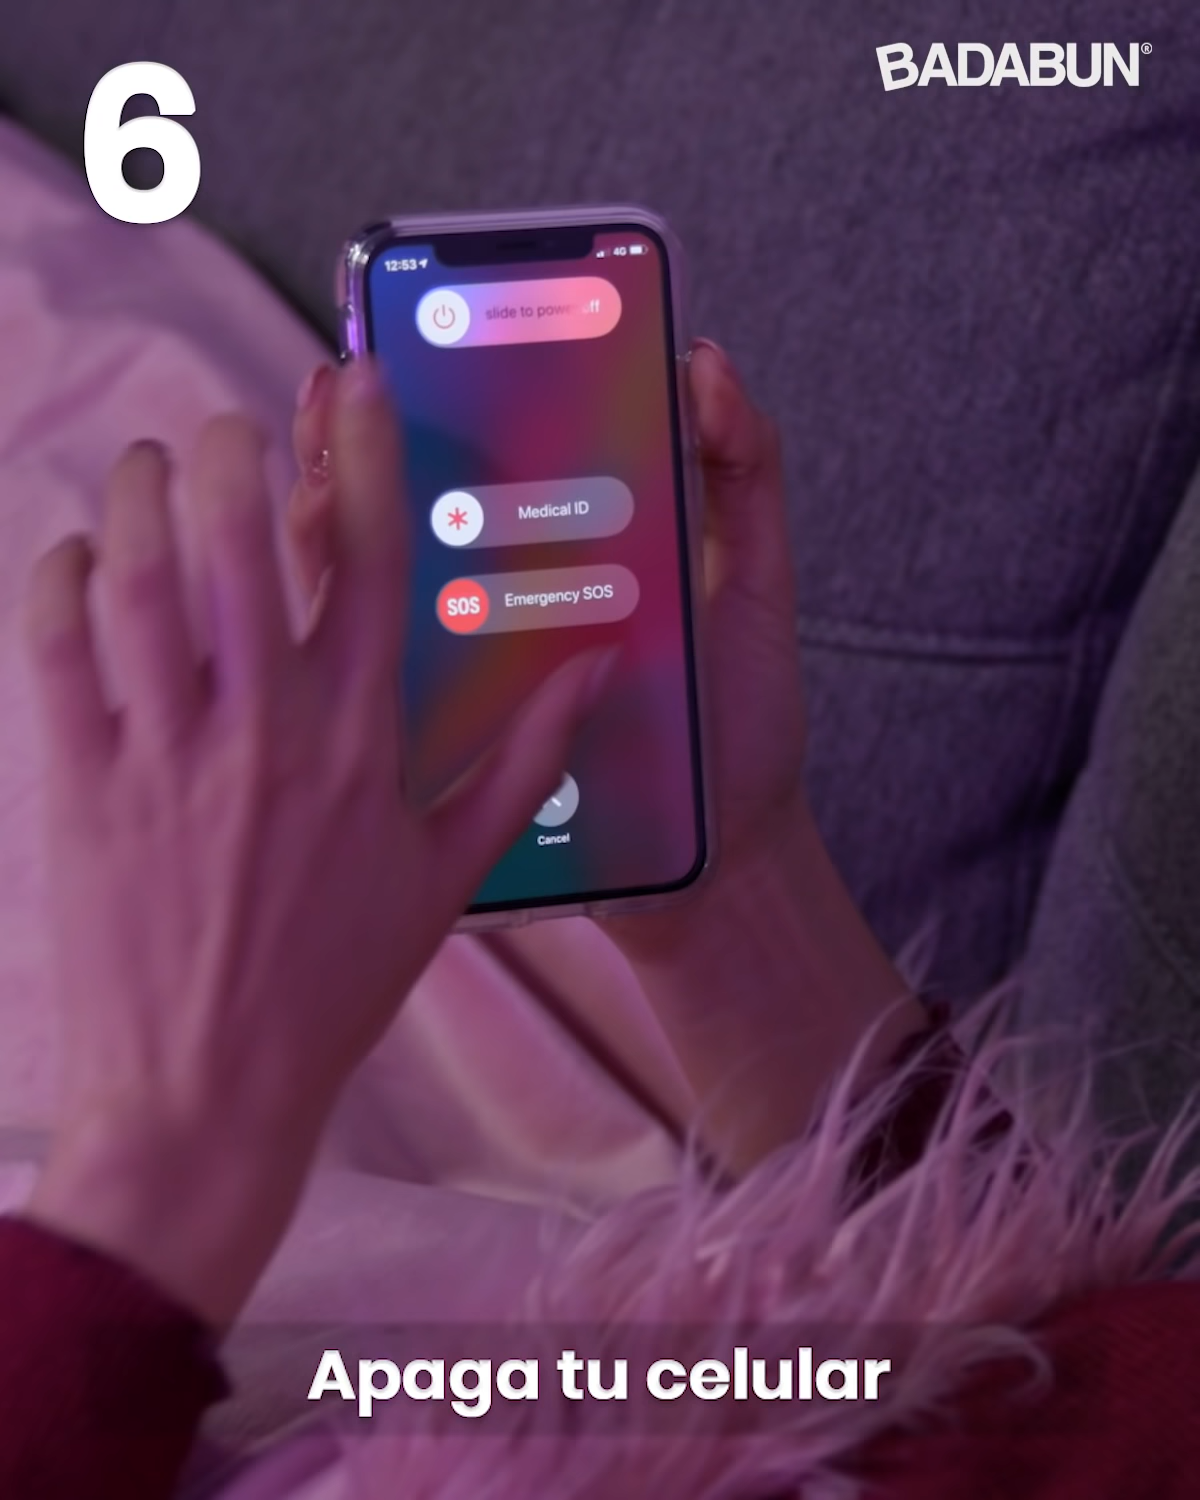 6
BADABUN®
12:53
4G
slide to power off
Medical ID
SOS
Emergency SOS
Cancel
Apaga tu celular